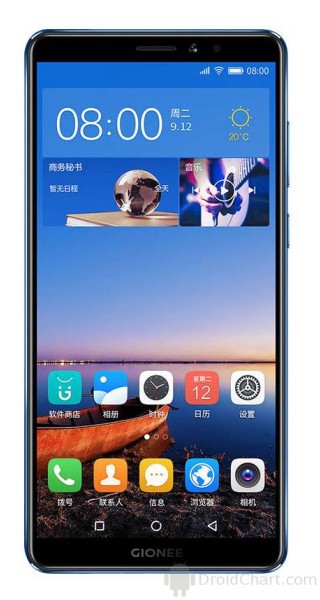 08:00
08:00
周二
9.12
20℃
商务秘书
暂无日程
全天
音乐
星期二
12
软件商店
相册
时钟
日历
设置
拨号
联系人
信息
浏览器
相机
GIONEE
DroidChart.com